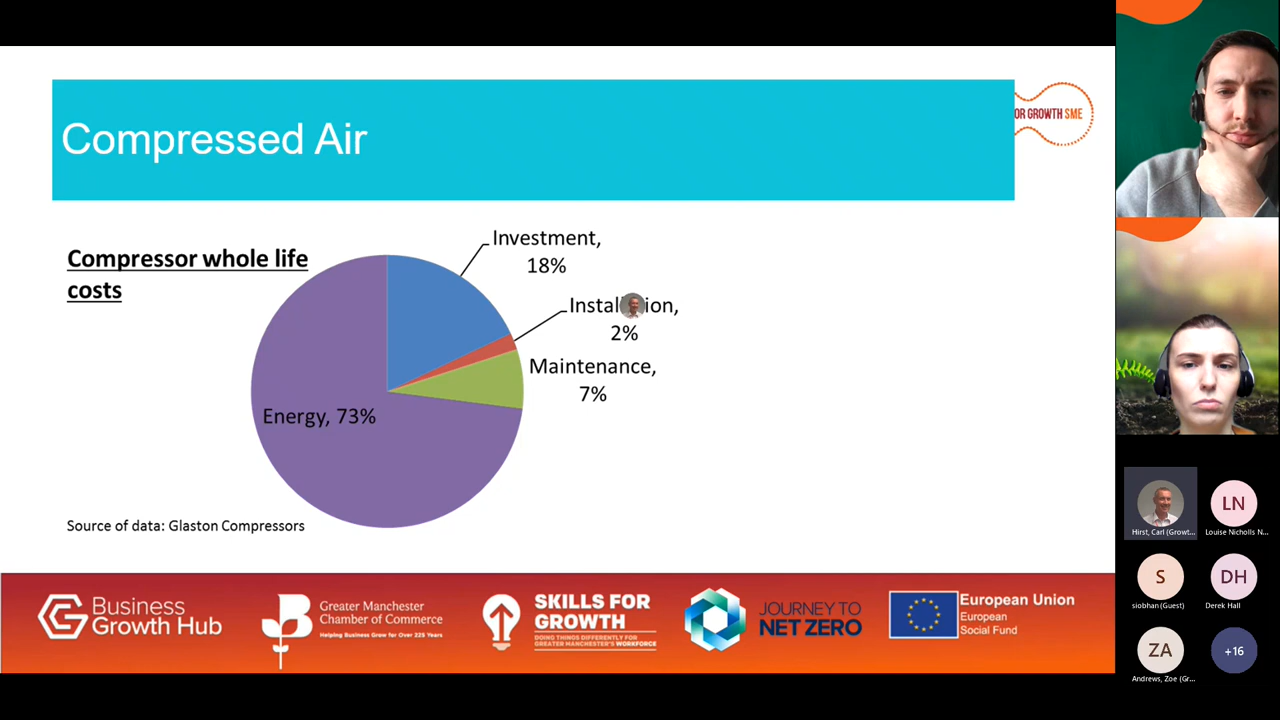 Compressed Air
OR GROWTH SME
Compressor whole life
costs
Investment,
18%
Instal ion,
2%
Maintenance,
7%
Energy, 73%
Source of data: Glaston Compressors
Business
Growth Hub
Greater Manchester
Chamber of Commerce
Helping Business Grow for Over 225 Years
SKILLS FOR
GROWTH
DOING THINGS DIFFERENTLY FOR
GREATER MANCHESTER'S WORKFORCE
JOURNEY TO
NET ZERO
European Union
European
Social Fund
LN
Hirst, Carl (Growt...
Louise Nicholls N...
S
DH
siobhan (Guest)
Derek Hall
ZA
+16
Andrews, Zoe (Gr...